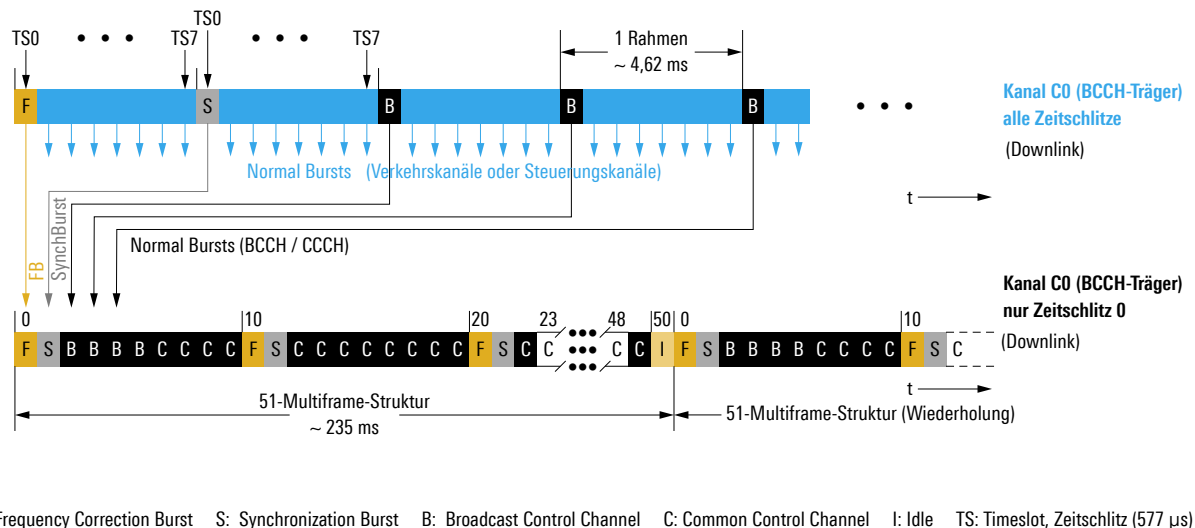 TS0
TS0 • • • TS7 • • • TS7 • •
1 Rahmen
~ 4,62 ms
F S B B B • • •
Kanal C0 (BCCH-Träger)
alle Zeitschlitze
(Downlink)
Normal Bursts (Verkehrskanäle oder Steuerungskanäle)
t
FB
SynchBurst
Normal Bursts (BCCH / CCCH)
Kanal C0 (BCCH-Träger)
nur Zeitschlitz 0
(Downlink)
0 10 20 23 ••• 48 50 0 10
F S B B B B C C C C F S C C C C C C C C F S C C ••• C C I F S B B B B C C C C F S C
•••
t
51-Multiframe-Struktur
~ 235 ms
51-Multiframe-Struktur (Wiederholung)
Frequency Correction Burst S: Synchronization Burst B: Broadcast Control Channel C: Common Control Channel I: Idle TS: Timeslot, Zeitschlitz (577 µs)